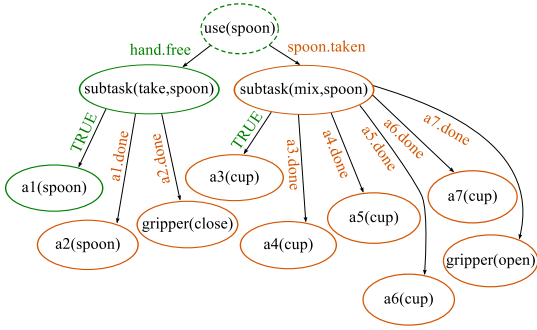 use(spoon)
hand.free
spoon.taken
subtask(take,spoon)
subtask(mix,spoon)
TRUE
a1.done
a2.done
TRUE
a3.done
a4.done
a5.done
a6.done
a7.done
a1(spoon)
a2(spoon)
gripper(close)
a3(cup)
a4(cup)
a5(cup)
a6(cup)
a7(cup)
gripper(open)